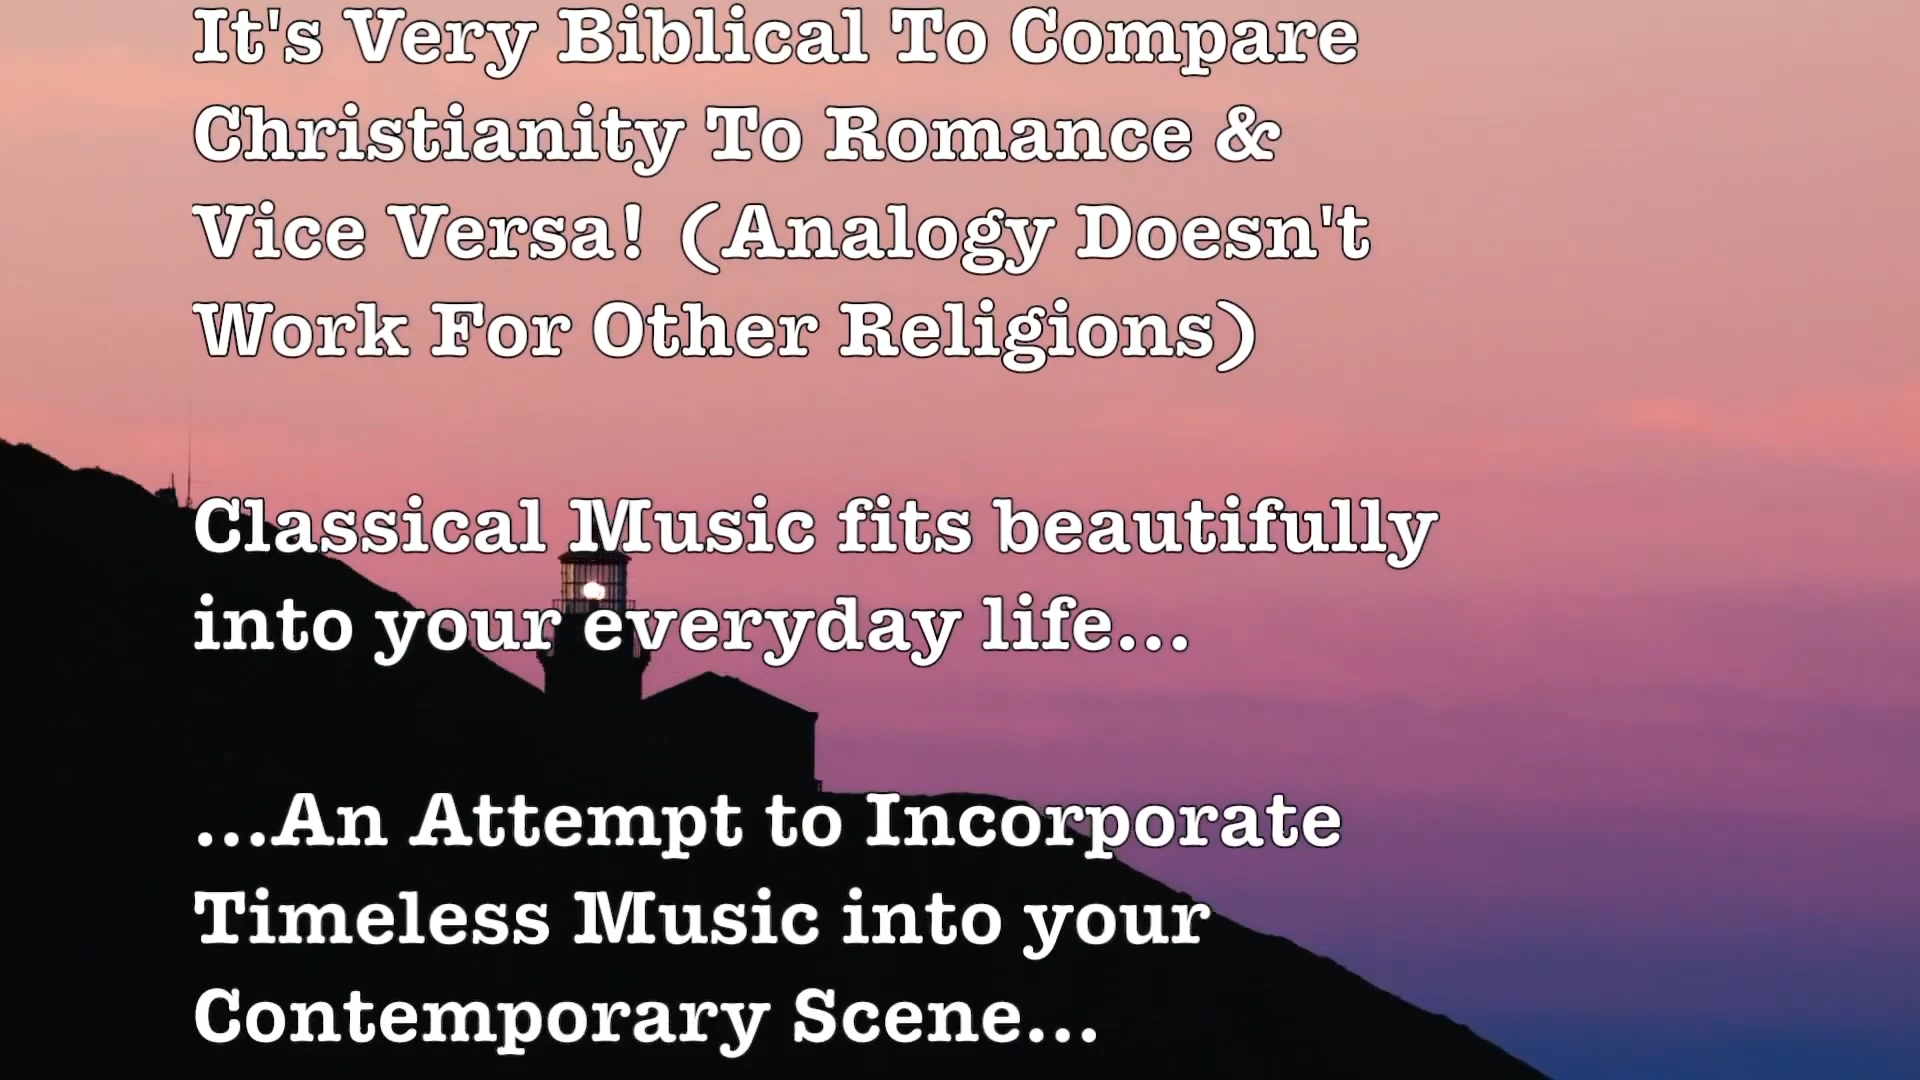 It's Very Biblical To Compare
Christianity To Romance &
Vice Versa! (Analogy Doesn't
Work For Other Religions)
Classical Music fits beautifully
into your everyday life...
...An Attempt to Incorporate
Timeless Music into your
Contemporary Scene...